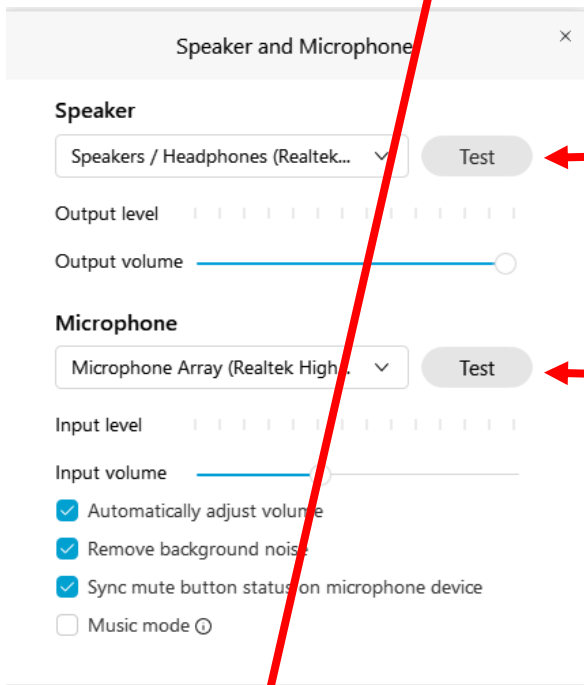 Speaker and Microphone
Speaker
Speakers / Headphones (Realtek... Test
Output level
Output volume
Microphone
Microphone Array (Realtek High... Test
Input level
Input volume
Automatically adjust volume
Remove background noise
Sync mute button status on microphone device
Music mode